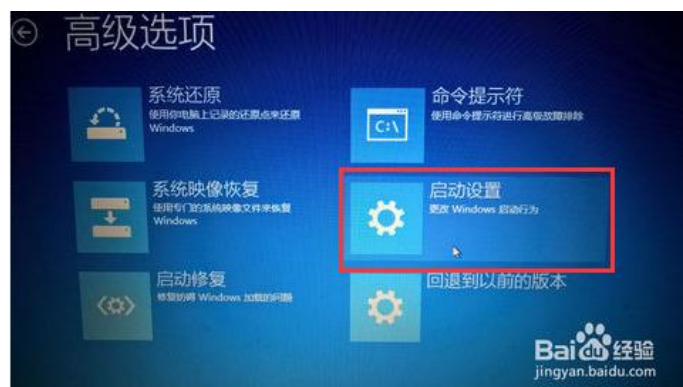 高级选项
系统还原
使用你电脑上记录的还原点来还原
Windows
命令提示符
使用命令提示符进行高级故障排除
C:\
系统映像恢复
使用专门的系统映像文件来恢复
Windows
启动设置
更改 Windows 启动行为
启动修复
修复妨碍 Windows 加载的问题
回退到以前的版本
Bai du 经验
jingyan.baidu.com